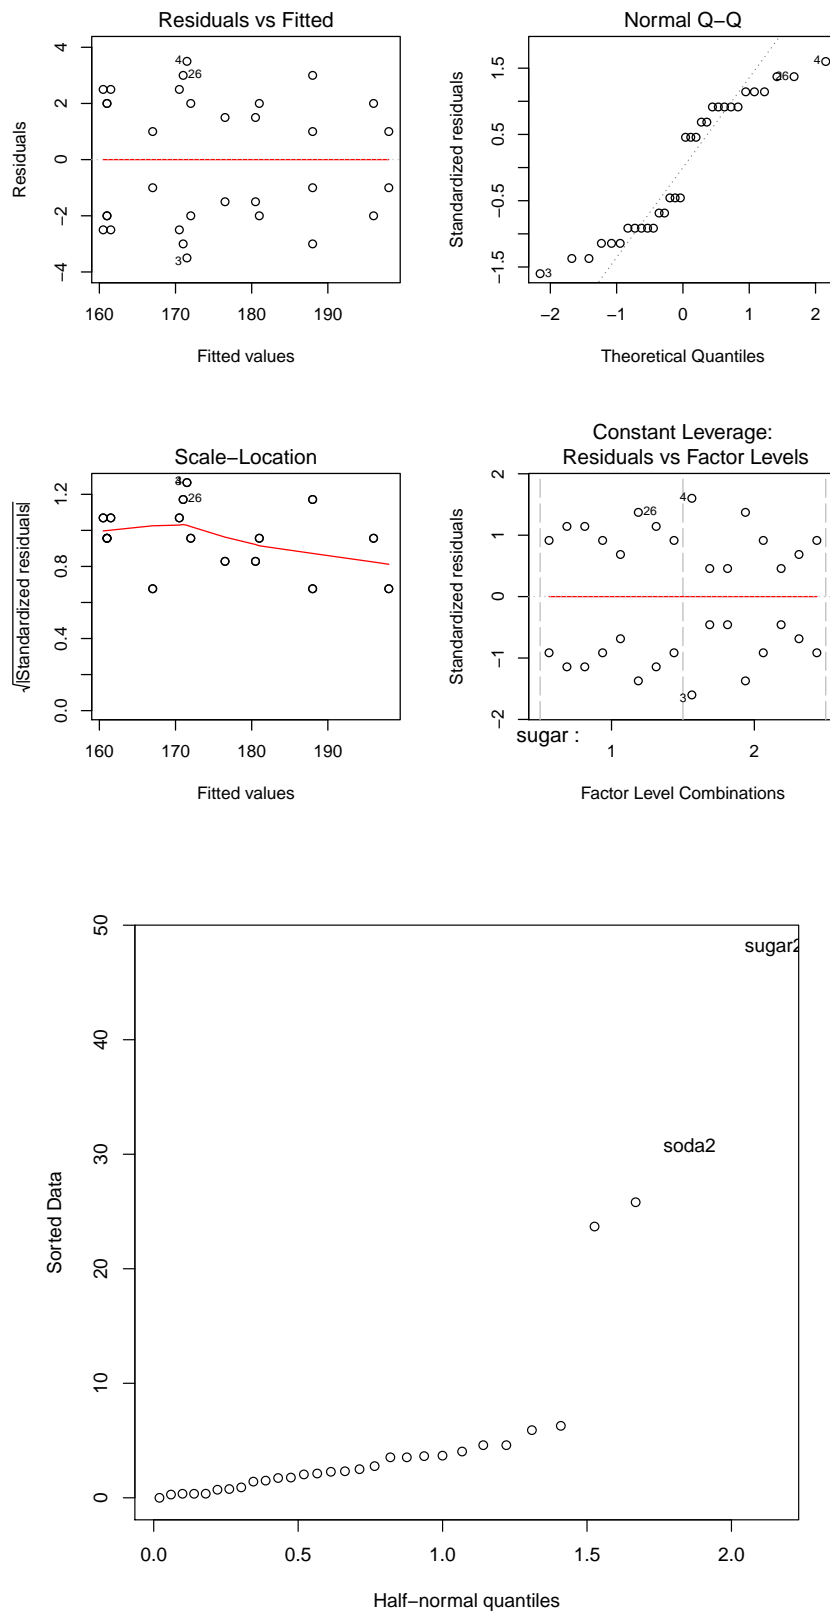 Residuals vs Fitted
4
2
0
−2
−4
Residuals
4
26
3
160 170 180 190
Fitted values
Normal Q−Q
1.5
0.5
−0.5
−1.5
Standardized residuals
4
26
3
−2 −1 0 1 2
Theoretical Quantiles
Scale−Location
1.2
0.8
0.4
0.0
√|Standardized residuals|
26
160 170 180 190
Fitted values
Constant Leverage:
Residuals vs Factor Levels
2
1
0
−1
−2
Standardized residuals
4
26
3
sugar :
1 2
Factor Level Combinations
50
40
30
20
10
0
Sorted Data
sugar2
soda2
0.0 0.5 1.0 1.5 2.0
Half−normal quantiles